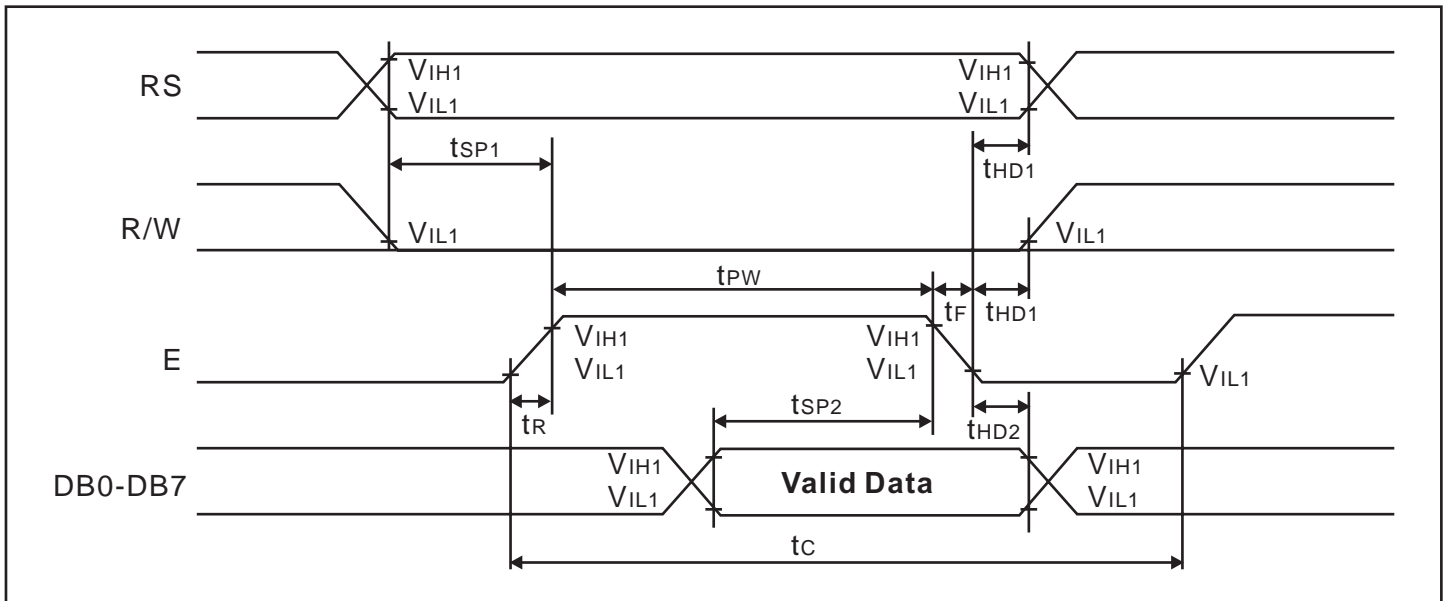 RS
VIH1
VIL1
VIH1
VIL1
tSP1
tHD1
R/W
VIL1
VIL1
tPW
tF
tHD1
E
VIH1
VIL1
VIH1
VIL1
VIL1
tR
tSP2
tHD2
DB0-DB7
VIH1
VIL1
Valid Data
VIH1
VIL1
tC